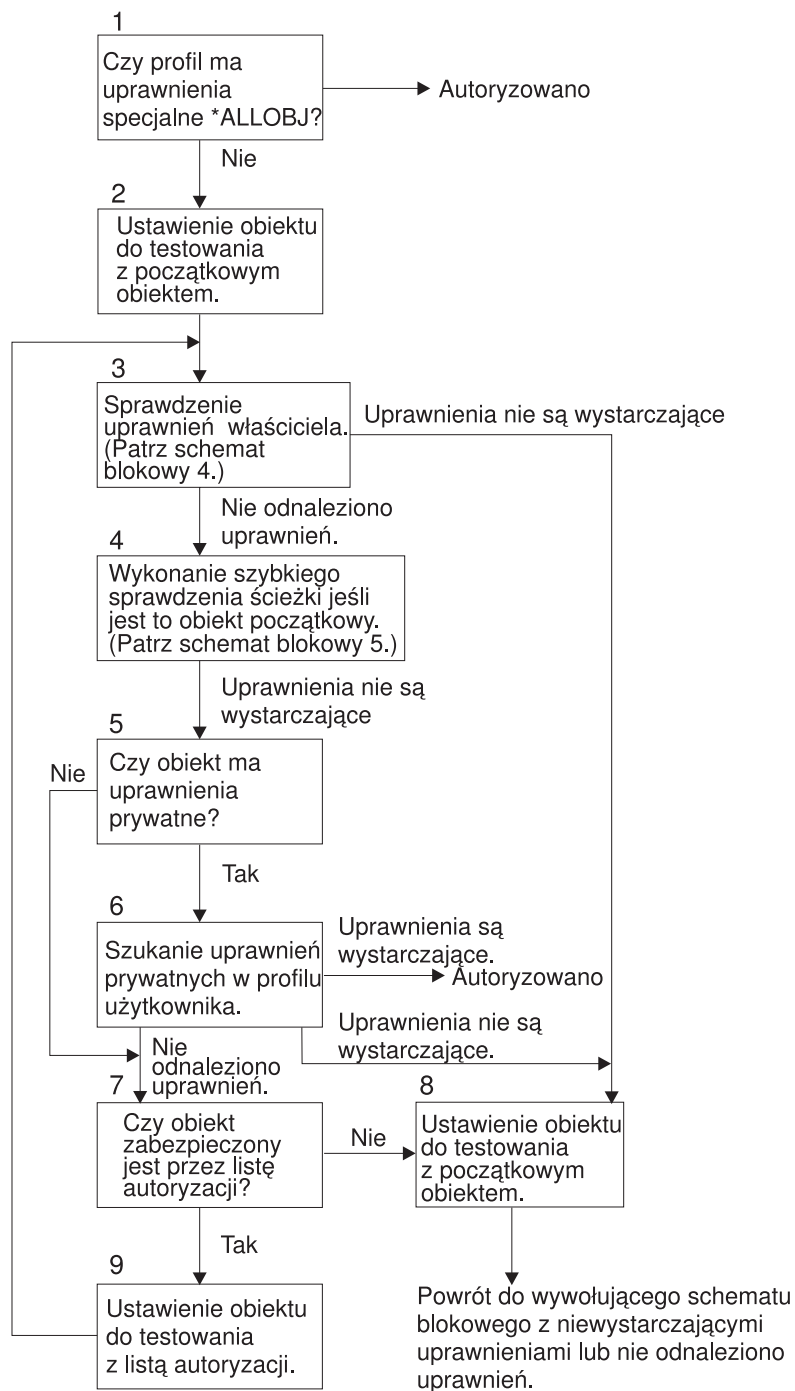 1
Czy profil ma
uprawnienia
specjalne *ALLOBJ?
Autoryzowano
Nie
2
Ustawienie obiektu
do testowania
z początkowym
obiektem.
3
Sprawdzenie
uprawnień właściciela.
(Patrz schemat
blokowy 4.)
Uprawnienia nie są wystarczające
Nie odnaleziono
uprawnień.
4
Wykonanie szybkiego
sprawdzenia ścieżki jeśli
jest to obiekt początkowy.
(Patrz schemat blokowy 5.)
Uprawnienia nie są
wystarczające
5
Nie
Czy obiekt ma
uprawnienia
prywatne?
Tak
6
Szukanie uprawnień
prywatnych w profilu
użytkownika.
Uprawnienia są
wystarczające.
Autoryzowano
Uprawnienia nie są
wystarczające.
Nie
odnaleziono
uprawnień.
7
Czy obiekt
zabezpieczony
jest przez listę
autoryzacji?
Nie
8
Ustawienie obiektu
do testowania
z początkowym
obiektem.
Tak
9
Ustawienie obiektu
do testowania
z listą autoryzacji.
Powrót do wywołującego schematu
blokowego z niewystarczającymi
uprawnieniami lub nie odnaleziono
uprawnień.